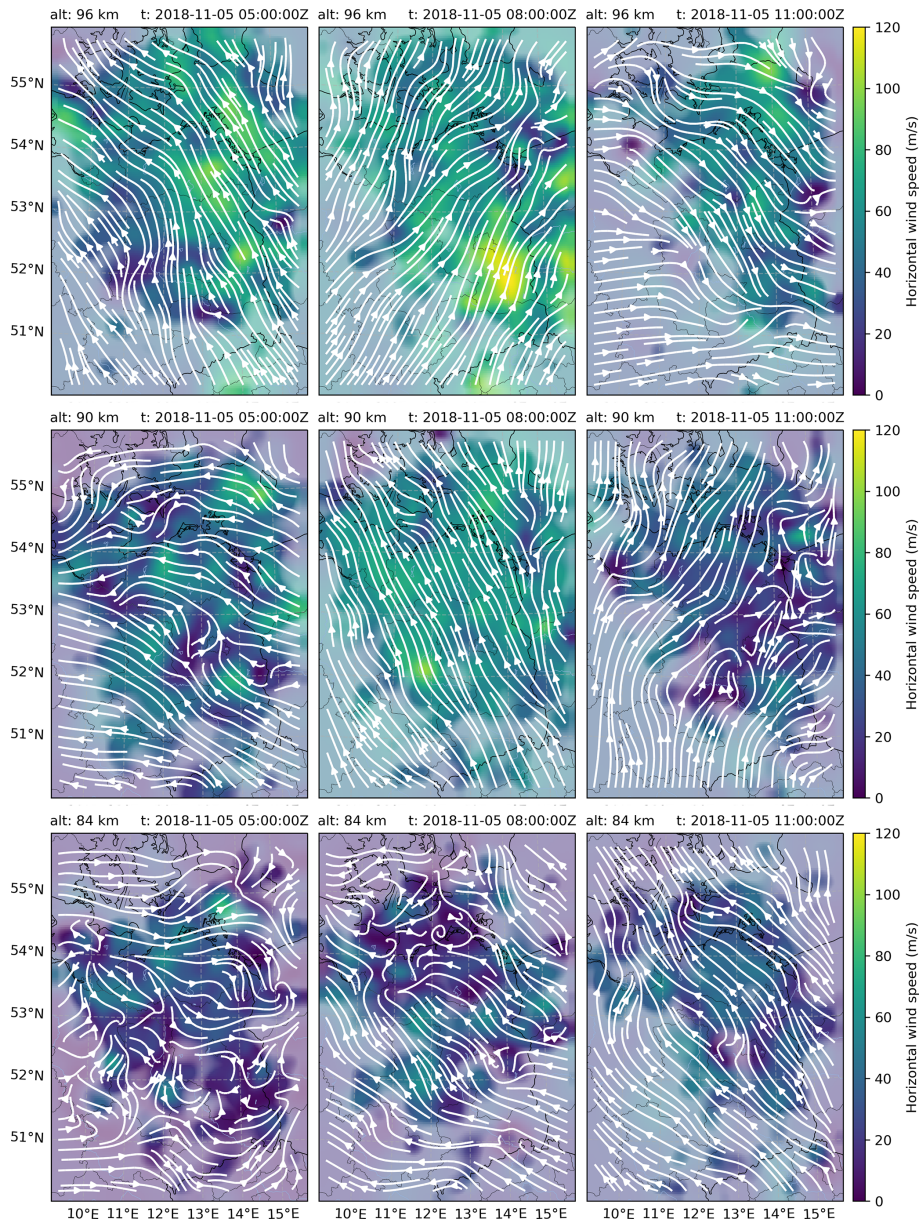 alt: 96 km t: 2018-11-05 05:00:00Z alt: 96 km t: 2018-11-05 08:00:00Z alt: 96 km t: 2018-11-05 11:00:00Z
55°N
54°N
53°N
52°N
51°N
120
100
80
60
40
20
0
Horizontal wind speed (m/s)
alt: 90 km t: 2018-11-05 05:00:00Z alt: 90 km t: 2018-11-05 08:00:00Z alt: 90 km t: 2018-11-05 11:00:00Z
55°N
54°N
53°N
52°N
51°N
120
100
80
60
40
20
0
Horizontal wind speed (m/s)
alt: 84 km t: 2018-11-05 05:00:00Z alt: 84 km t: 2018-11-05 08:00:00Z alt: 84 km t: 2018-11-05 11:00:00Z
55°N
54°N
53°N
52°N
51°N
120
100
80
60
40
20
0
Horizontal wind speed (m/s)
10°E 11°E 12°E 13°E 14°E 15°E 10°E 11°E 12°E 13°E 14°E 15°E 10°E 11°E 12°E 13°E 14°E 15°E